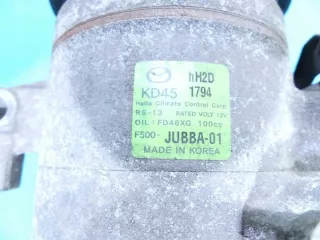 hH2D
KD45 1794
Halla Climate Control Corp.
RS-13 RATED VOLT 12V
OIL: FD46XG 100cc
F500- JUBBA-01
MADE IN KOREA